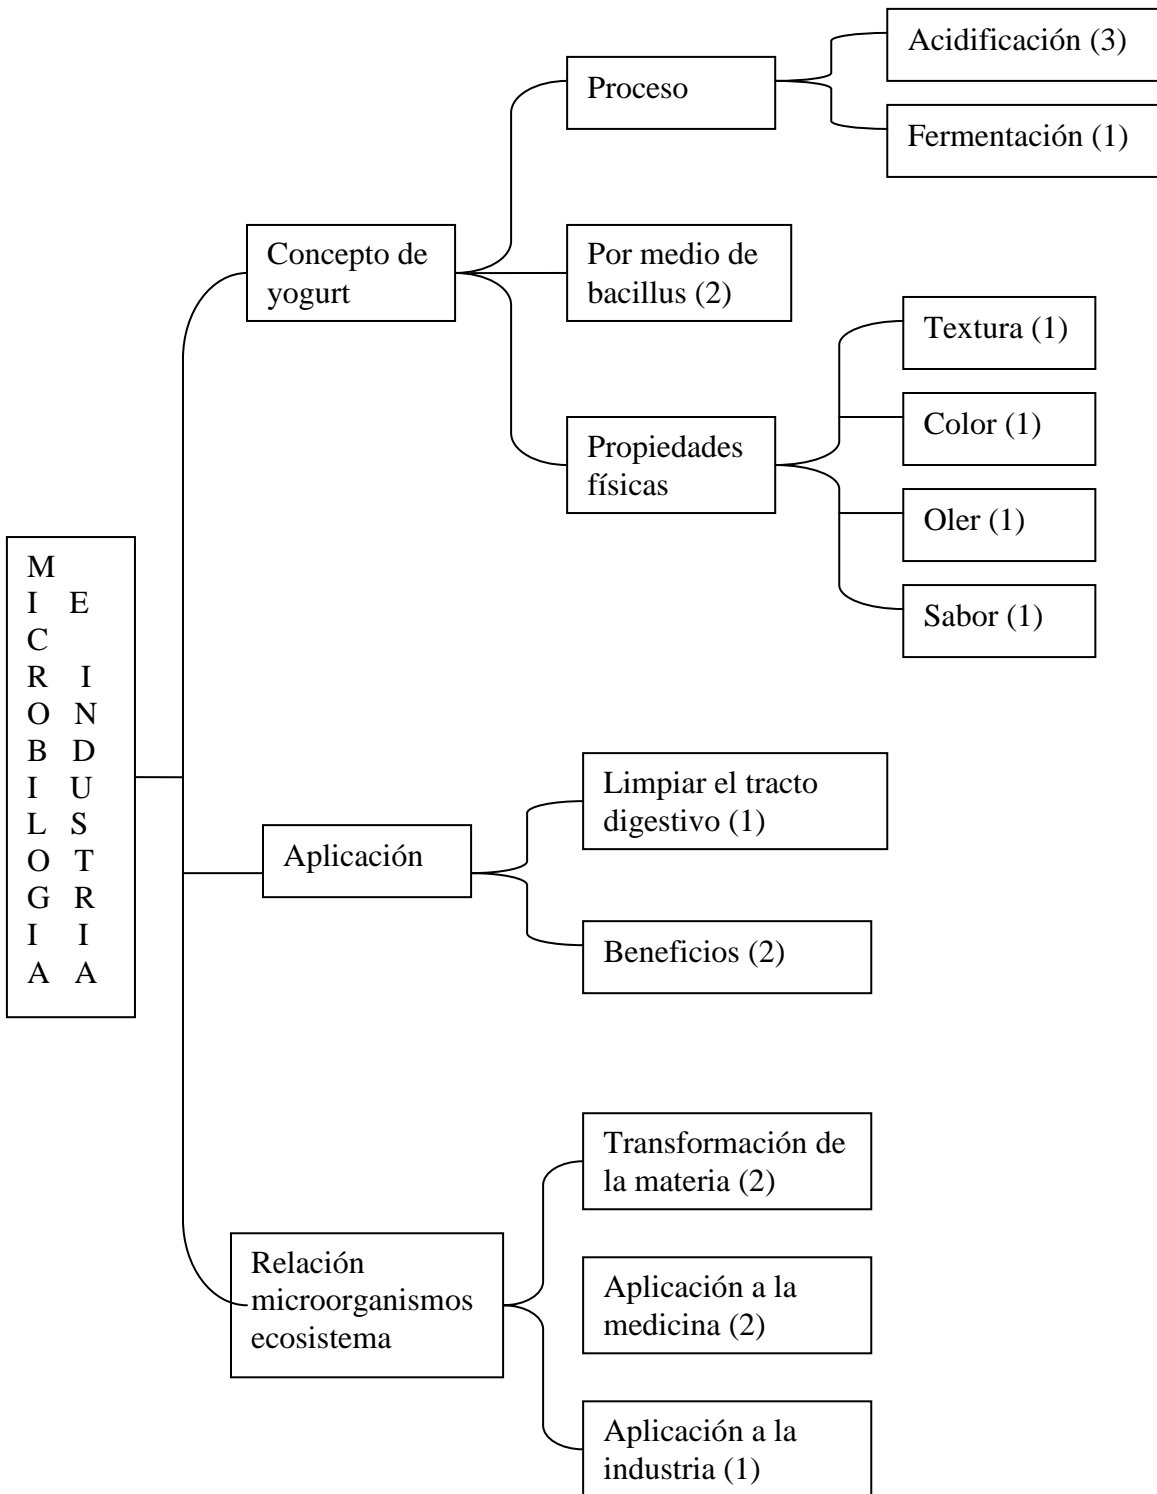 Acidificación (3)
Proceso
Fermentación (1)
Concepto de
yogurt
Por medio de
bacillus (2)
Textura (1)
Color (1)
Propiedades
físicas
Oler (1)
Sabor (1)
M
I E
C
R I
O N
B D
I U
L S
O T
G R
I I
A A
Limpiar el tracto
digestivo (1)
Aplicación
Beneficios (2)
Transformación de
la materia (2)
Relación
microorganismos
ecosistema
Aplicación a la
medicina (2)
Aplicación a la
industria (1)